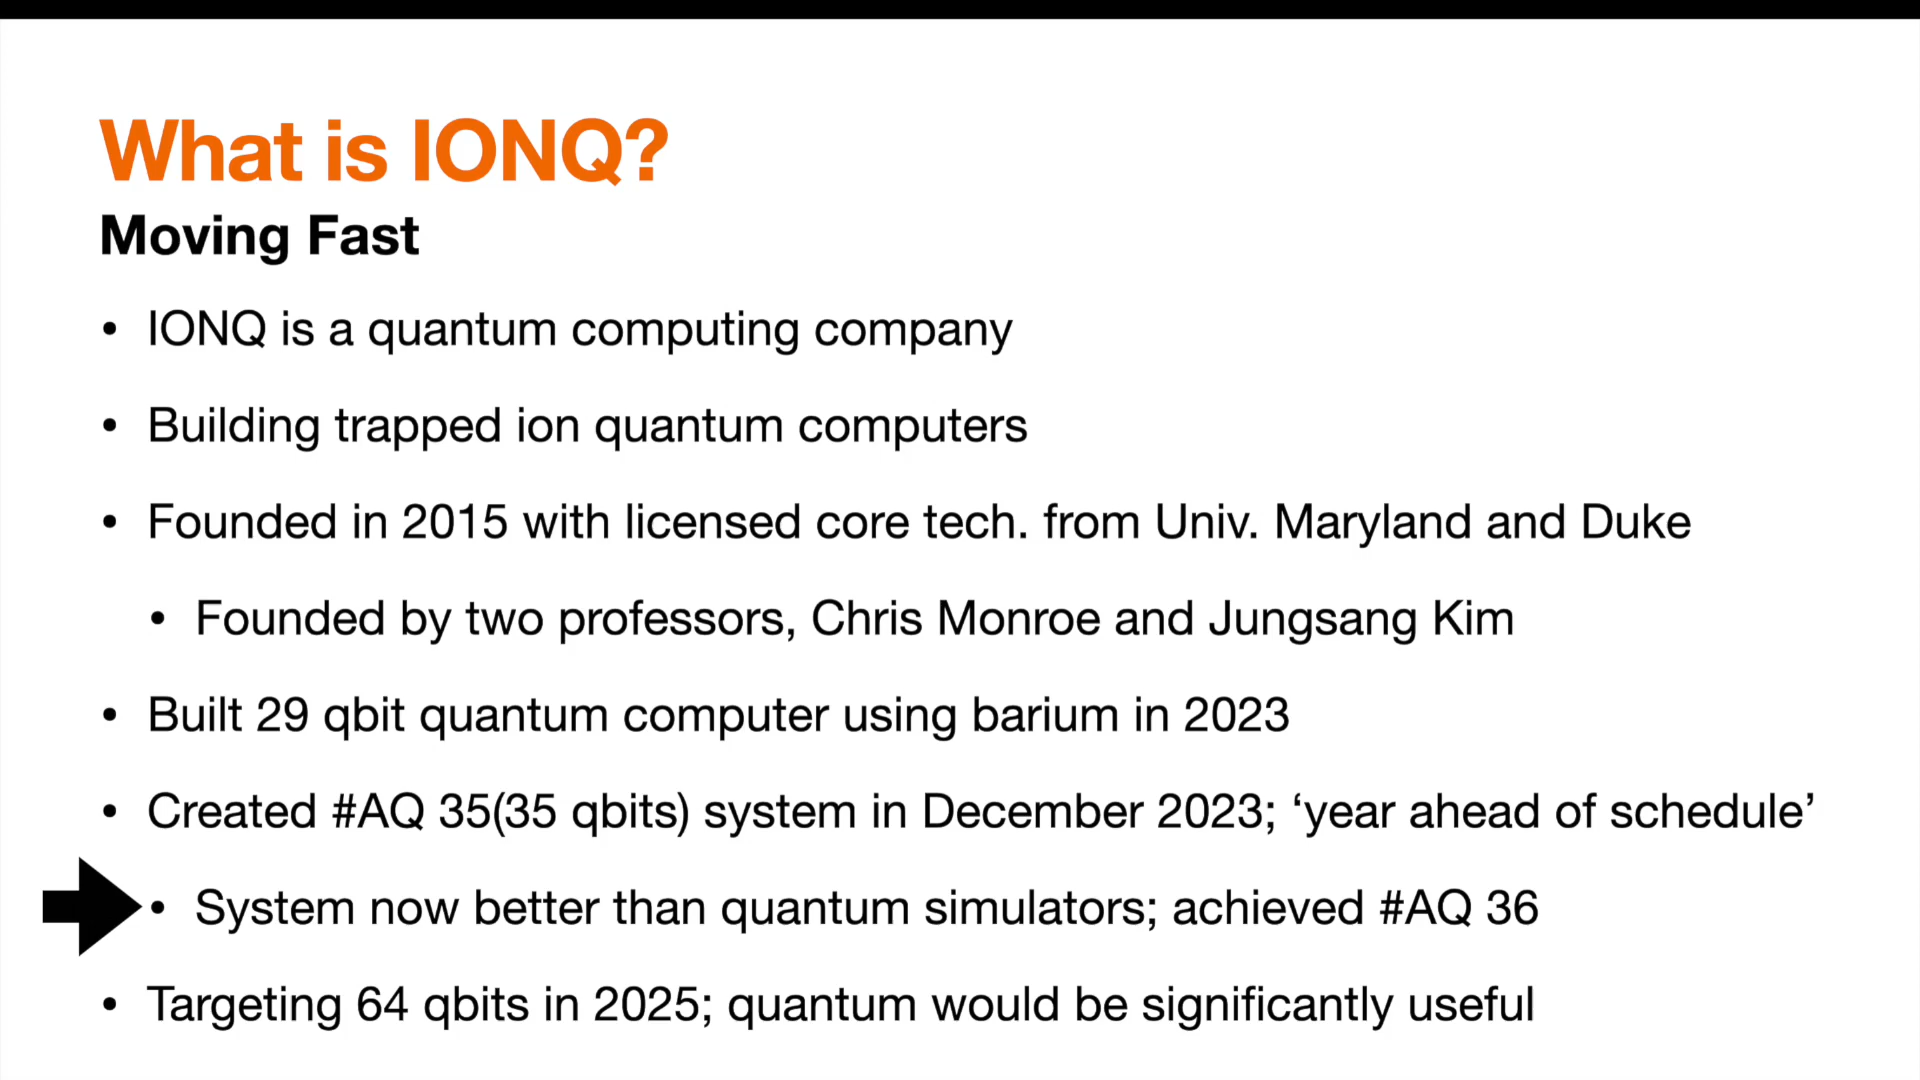 What is IONQ?
Moving Fast
• IONQ is a quantum computing company
• Building trapped ion quantum computers
• Founded in 2015 with licensed core tech. from Univ. Maryland and Duke
• Founded by two professors, Chris Monroe and Jungsang Kim
• Built 29 qbit quantum computer using barium in 2023
• Created #AQ 35(35 qbits) system in December 2023; ‘year ahead of schedule’
• System now better than quantum simulators; achieved #AQ 36
• Targeting 64 qbits in 2025; quantum would be significantly useful